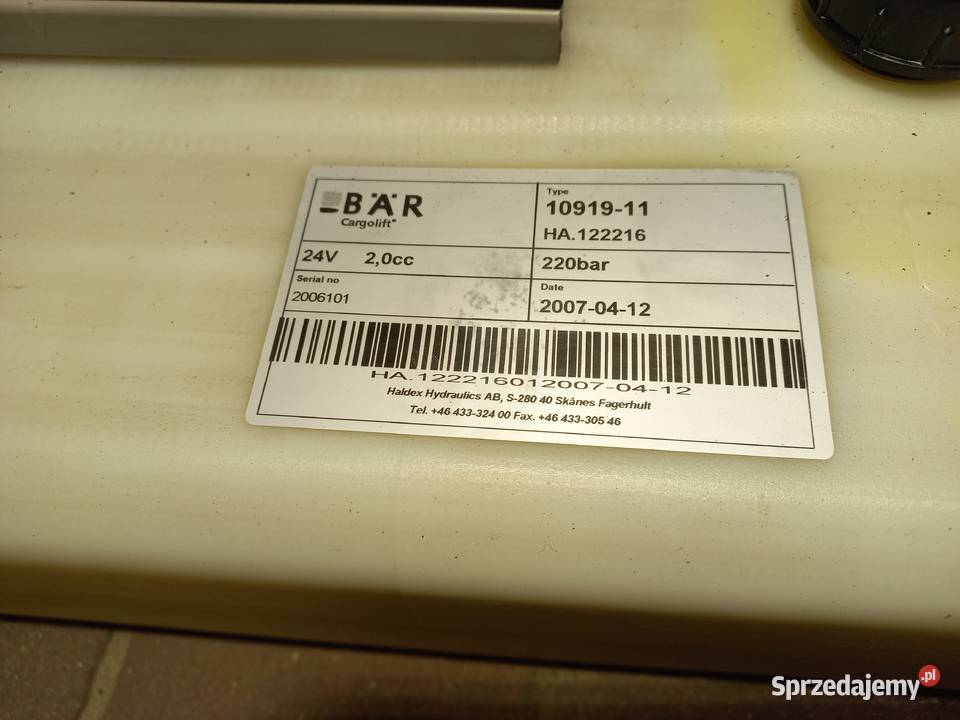 BÄR
Cargolift
Type
10919-11
HA.122216
24V 2,0cc
220bar
Serial no
2006101
Date
2007-04-12
HA.122216012007-04-12
Haldex Hydraulics AB, S-280 40 Skånes Fagerhult
Tel. +46 433-324 00 Fax. +46 433-305 46
Sprzedajemy.pl